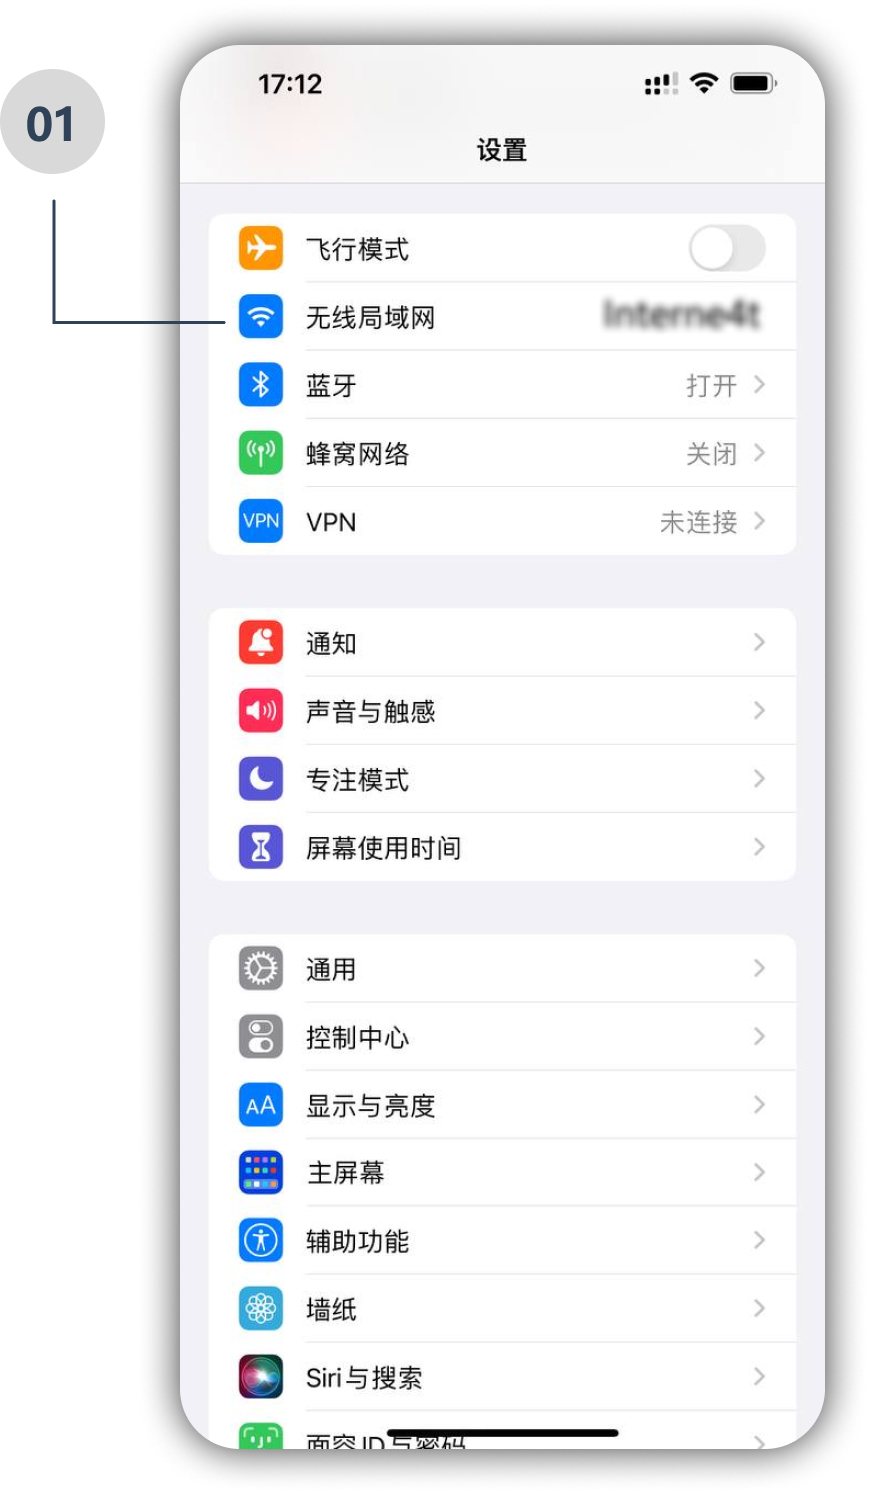 01
17:12
设置
飞行模式
无线局域网 Interne4t
蓝牙 打开
蜂窝网络 关闭
VPN VPN 未连接
通知
声音与触感
专注模式
屏幕使用时间
通用
控制中心
AA 显示与亮度
主屏幕
辅助功能
墙纸
Siri与搜索
面容ID与密码